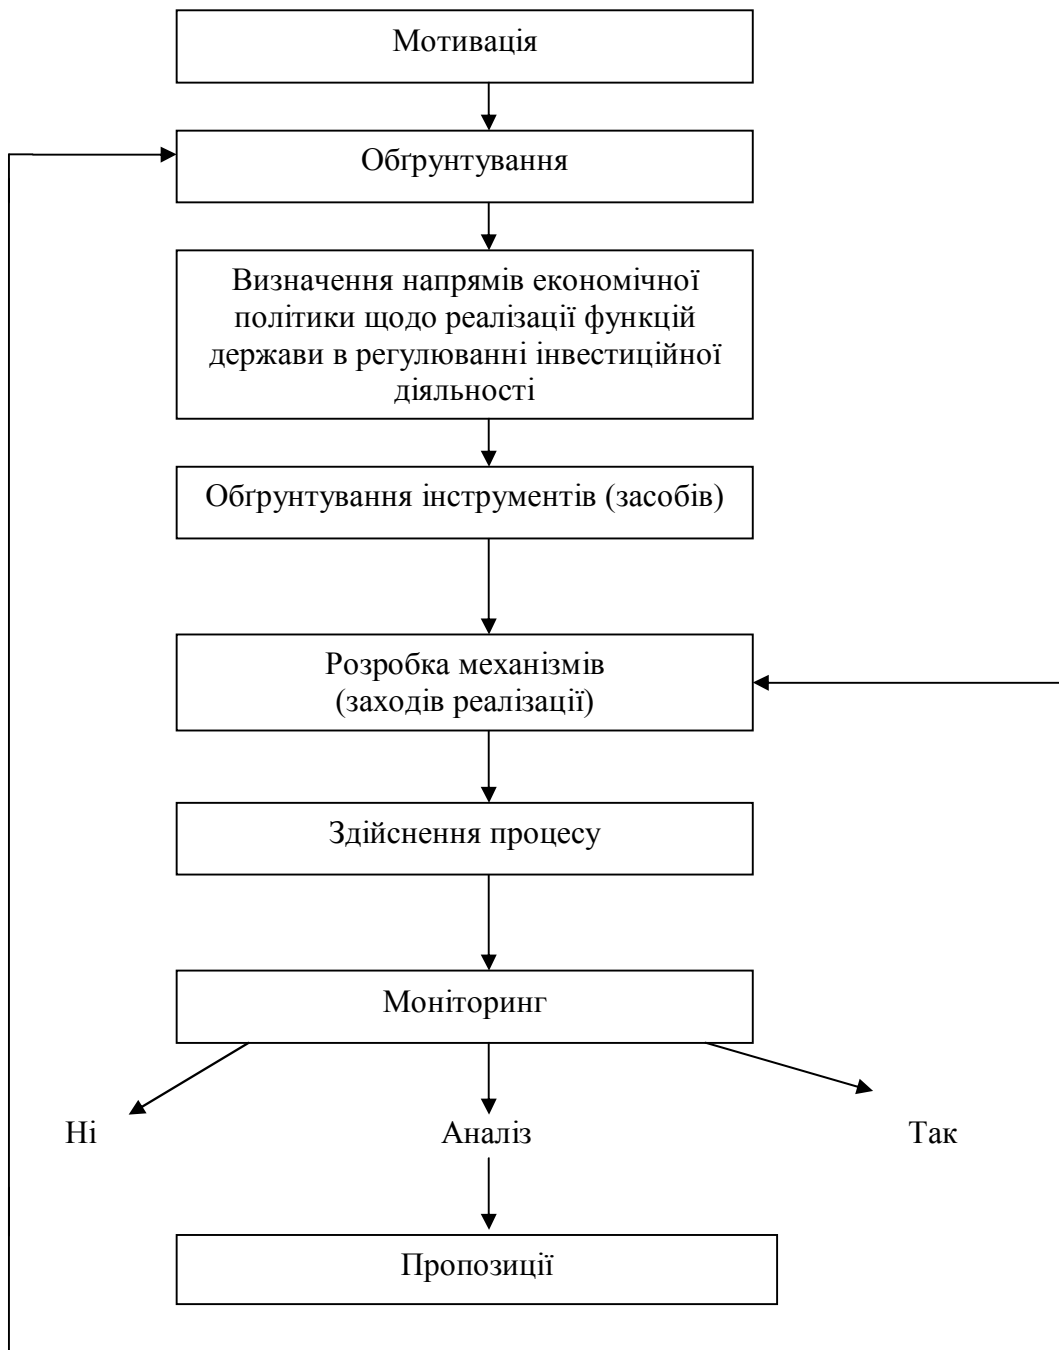 Мотивація
Обґрунтування
Визначення напрямів економічної
політики щодо реалізації функцій
держави в регулюванні інвестиційної
діяльності
Обґрунтування інструментів (засобів)
Розробка механізмів
(заходів реалізації)
Здійснення процесу
Моніторинг
Ні
Аналіз
Так
Пропозиції